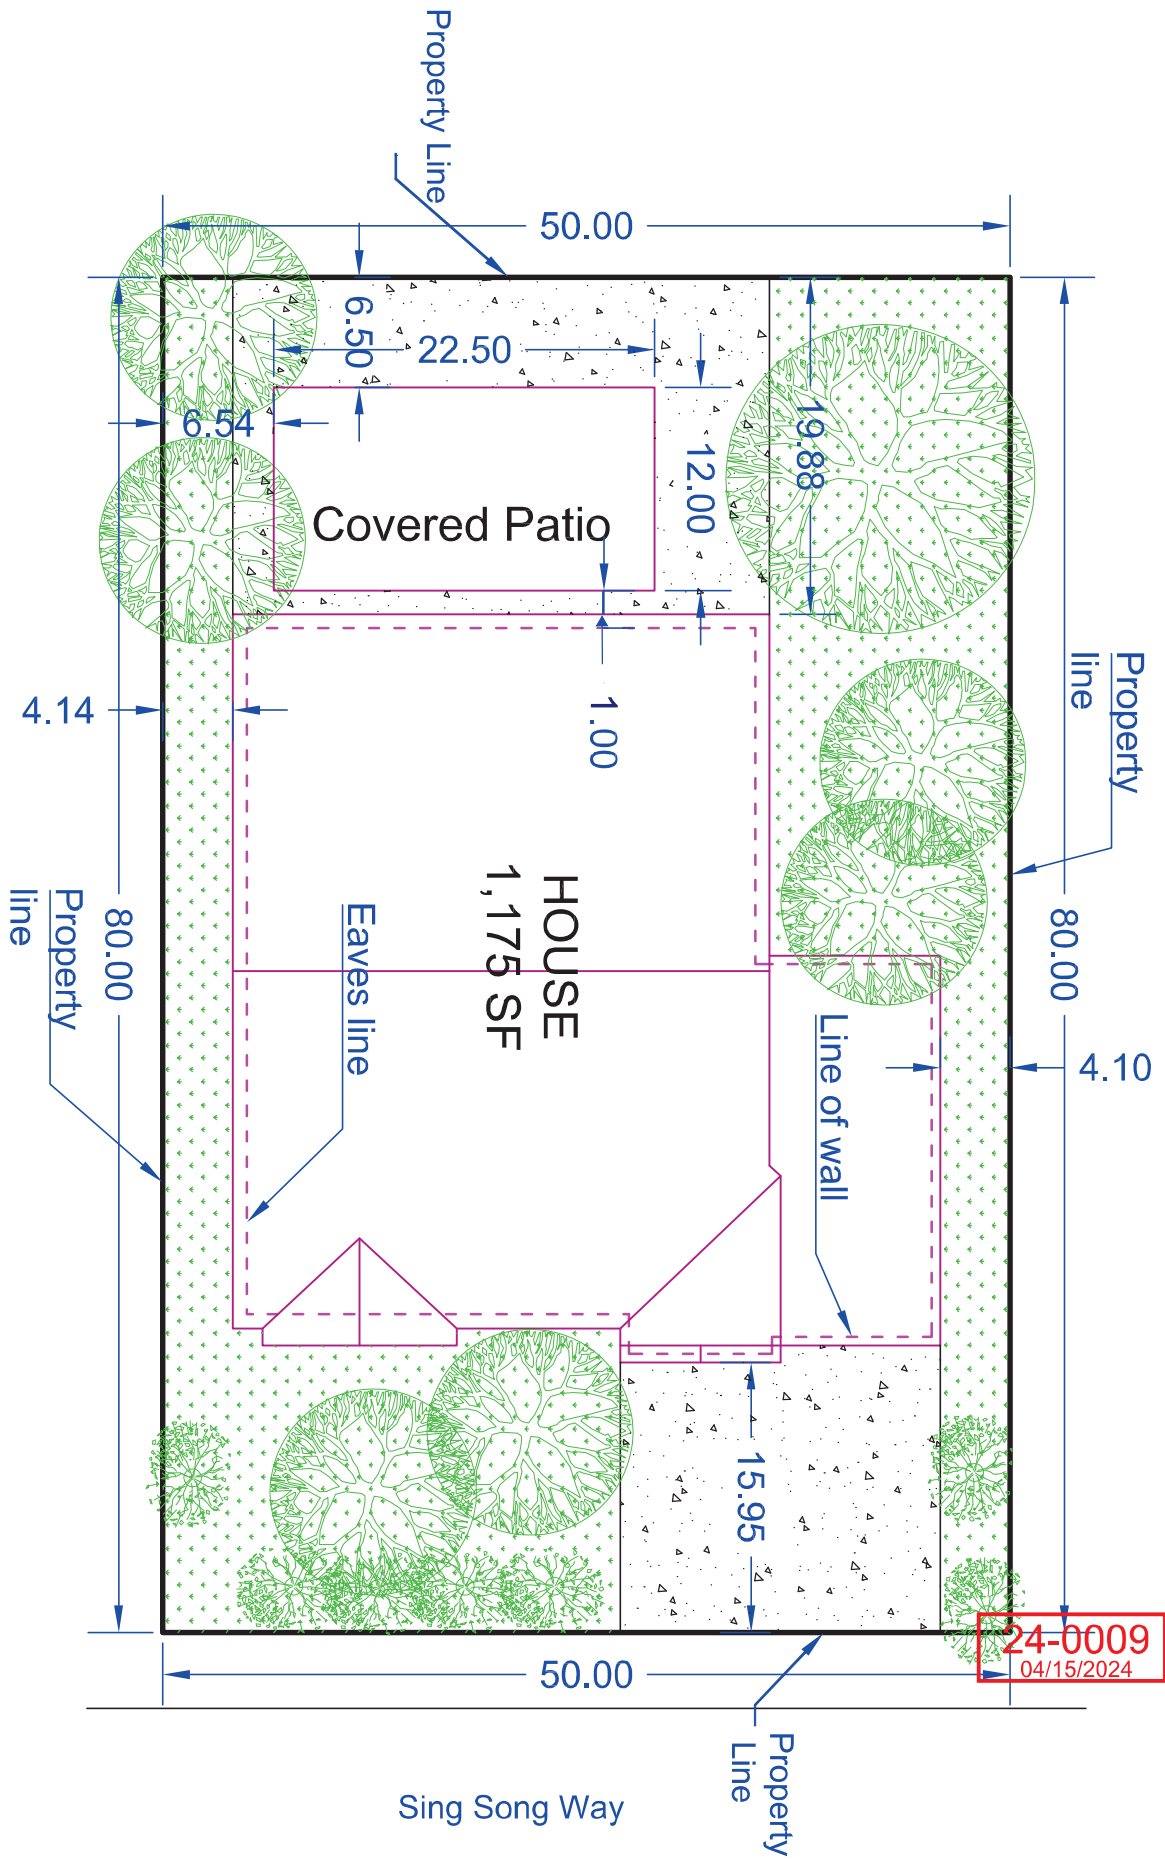 Property Line
50.00
6.50
22.50
6.54
19.88
12.00
Covered Patio
Property
line
4.14
1.00
HOUSE
1,175 SF
Eaves line
Property
line
80.00
80.00
Line of wall
4.10
15.95
24-0009
04/15/2024
50.00
Property
Line
Sing Song Way